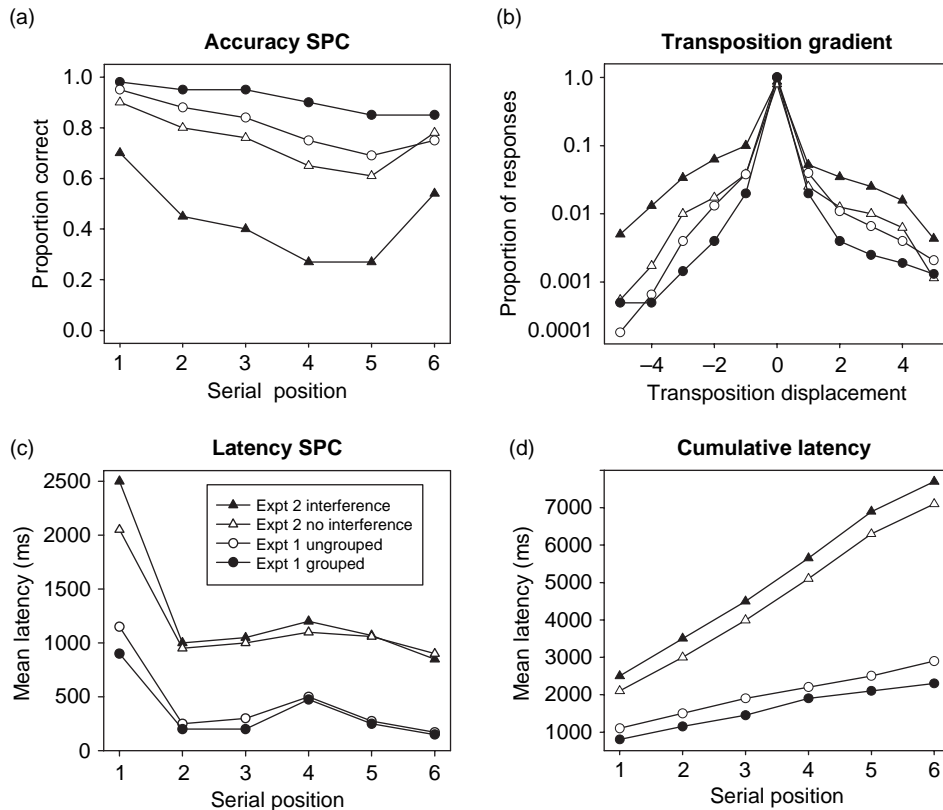 (a)
Accuracy SPC
1.0
0.8
0.6
0.4
0.2
0.0
Proportion correct
1 2 3 4 5 6
Serial position
(b)
Transposition gradient
1.0
0.1
0.01
0.001
0.0001
Proportion of responses
−4 −2 0 2 4
Transposition displacement
(c)
Latency SPC
2500
2000
1500
1000
500
0
Mean latency (ms)
Expt 2 interference
Expt 2 no interference
Expt 1 ungrouped
Expt 1 grouped
1 2 3 4 5 6
Serial position
(d)
Cumulative latency
7000
6000
5000
4000
3000
2000
1000
Mean latency (ms)
1 2 3 4 5 6
Serial position